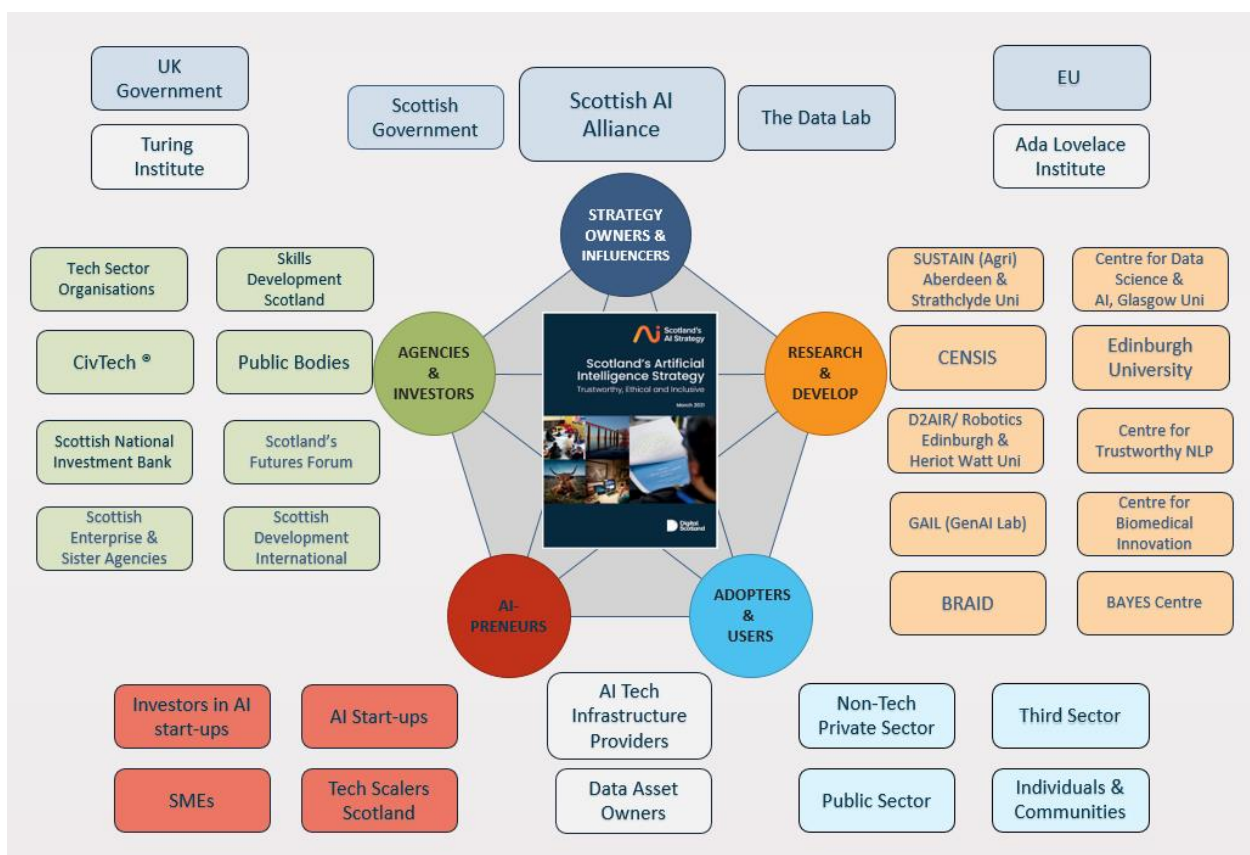 UK
Government
Turing
Institute
Scottish
Government
Scottish AI
Alliance
The Data Lab
EU
Ada Lovelace
Institute
STRATEGY
OWNERS &
INFLUENCERS
Tech Sector
Organisations
Skills
Development
Scotland
CivTech ®
Public Bodies
Scottish National
Investment Bank
Scotland's
Futures Forum
Scottish
Enterprise &
Sister Agencies
Scottish
Development
International
AGENCIES
&
INVESTORS
Scotland's
AI Strategy
Scotland's Artificial
Intelligence Strategy
Trustworthy, Ethical and Inclusive
March 2021
Digital
Scotland
RESEARCH
&
DEVELOP
SUSTAIN (Agri)
Aberdeen &
Strathclyde Uni
Centre for Data
Science &
AI, Glasgow Uni
CENSIS
Edinburgh
University
D2AIR/ Robotics
Edinburgh &
Heriot Watt Uni
Centre for
Trustworthy NLP
GAIL (GenAI Lab)
Centre for
Biomedical
Innovation
BRAID
BAYES Centre
AI-
PRENEURS
ADOPTERS
&
USERS
Investors in AI
start-ups
AI Start-ups
SMEs
Tech Scalers
Scotland
AI Tech
Infrastructure
Providers
Data Asset
Owners
Non-Tech
Private Sector
Third Sector
Public Sector
Individuals &
Communities